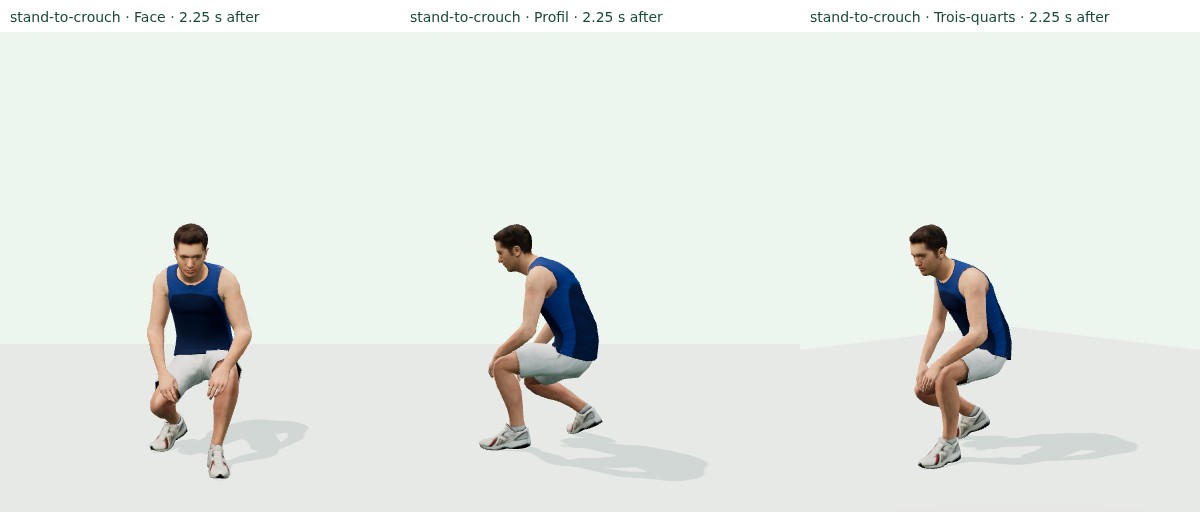 stand-to-crouch · Face · 2.25 s after
stand-to-crouch · Profil · 2.25 s after
stand-to-crouch · Trois-quarts · 2.25 s after